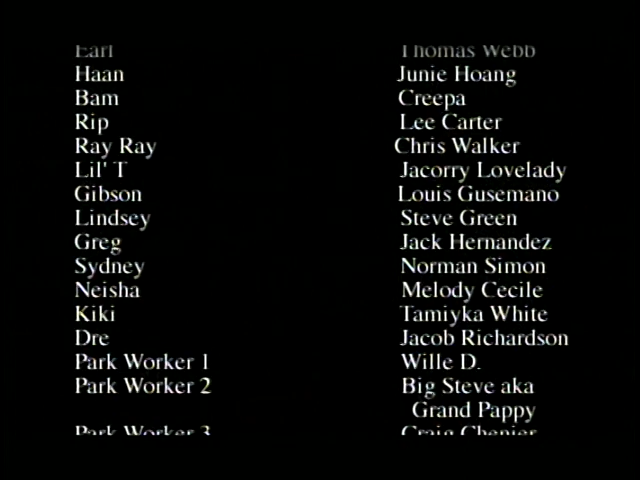 Earl Thomas Webb
Haan Junie Hoang
Bam Creepa
Rip Lee Carter
Ray Ray Chris Walker
Lil' T Jacorry Lovelady
Gibson Louis Gusemano
Lindsey Steve Green
Greg Jack Hernandez
Sydney Norman Simon
Neisha Melody Cecile
Kiki Tamiyka White
Dre Jacob Richardson
Park Worker 1 Wille D.
Park Worker 2 Big Steve aka
Grand Pappy
Park Worker 3 Craig Chenier